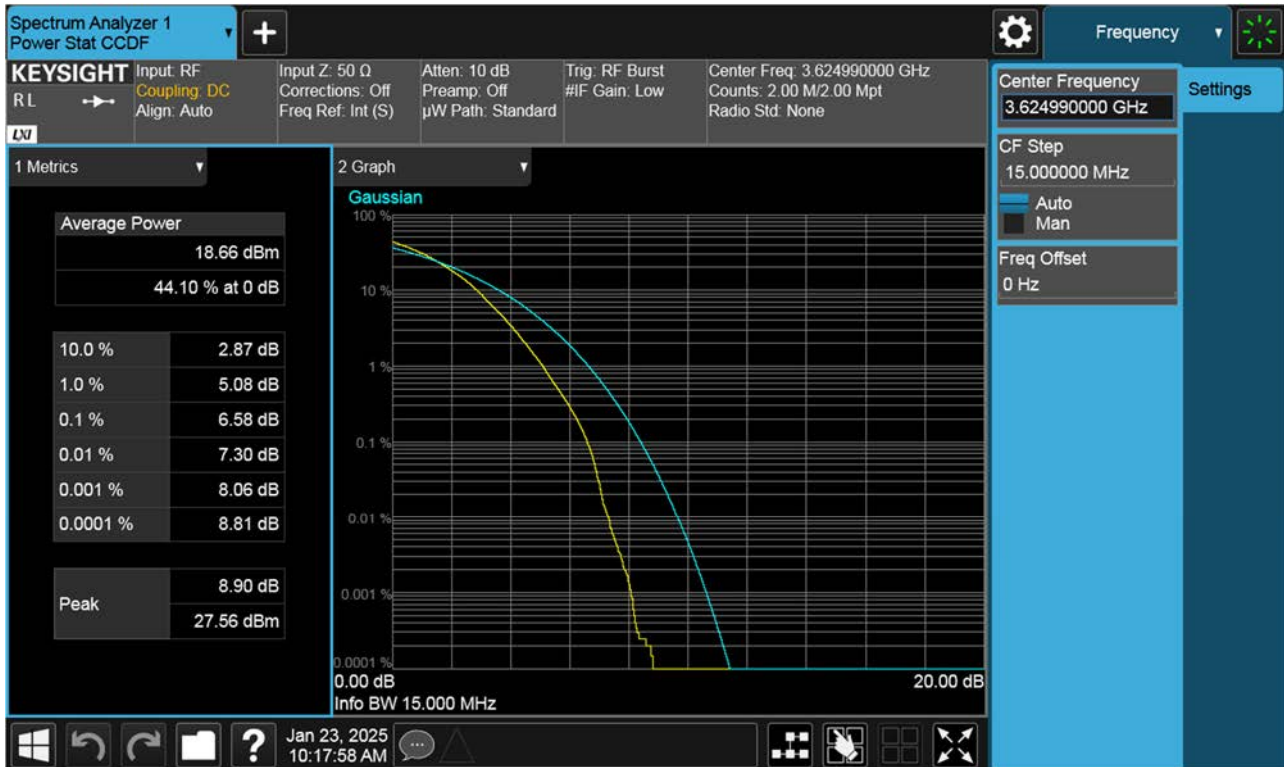 Spectrum Analyzer 1
Power Stat CCDF
Frequency
KEYSIGHT
RL
LXI
Input: RF
Coupling: DC
Align: Auto
Input Z: 50 Ω
Corrections: Off
Freq Ref: Int (S)
Atten: 10 dB
Preamp: Off
µW Path: Standard
Trig: RF Burst
#IF Gain: Low
Center Freq: 3.624990000 GHz
Counts: 2.00 M/2.00 Mpt
Radio Std: None
1 Metrics
Average Power
18.66 dBm
44.10 % at 0 dB
10.0 % 2.87 dB
1.0 % 5.08 dB
0.1 % 6.58 dB
0.01 % 7.30 dB
0.001 % 8.06 dB
0.0001 % 8.81 dB
Peak
8.90 dB
27.56 dBm
2 Graph
Gaussian
100 %
10 %
1 %
0.1 %
0.01 %
0.001 %
0.0001 %
0.00 dB 20.00 dB
Info BW 15.000 MHz
Center Frequency
3.624990000 GHz
CF Step
15.000000 MHz
Auto
Man
Freq Offset
0 Hz
Settings
?
Jan 23, 2025
10:17:58 AM